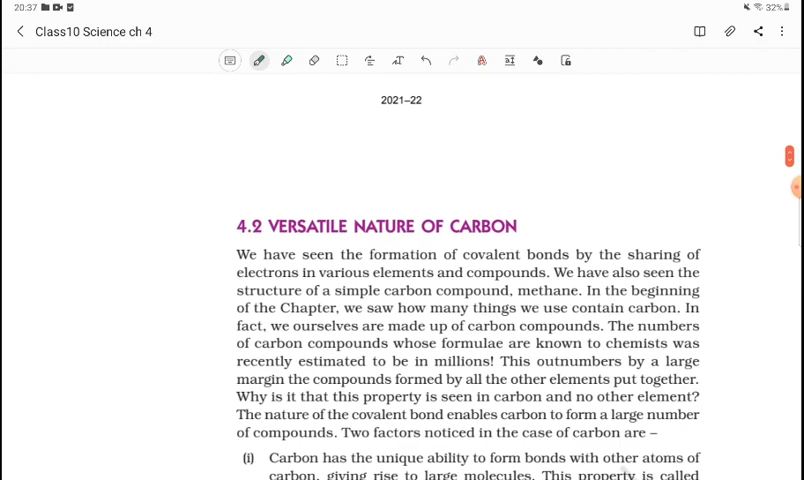 20:37
32%
Class10 Science ch 4
2021–22
4.2 VERSATILE NATURE OF CARBON
We have seen the formation of covalent bonds by the sharing of
electrons in various elements and compounds. We have also seen the
structure of a simple carbon compound, methane. In the beginning
of the Chapter, we saw how many things we use contain carbon. In
fact, we ourselves are made up of carbon compounds. The numbers
of carbon compounds whose formulae are known to chemists was
recently estimated to be in millions! This outnumbers by a large
margin the compounds formed by all the other elements put together.
Why is it that this property is seen in carbon and no other element?
The nature of the covalent bond enables carbon to form a large number
of compounds. Two factors noticed in the case of carbon are –
(i) Carbon has the unique ability to form bonds with other atoms of
carbon, giving rise to large molecules. This property is called